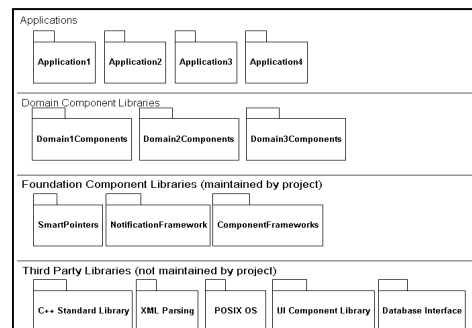 Applications
Application1 Application2 Application3 Application4
Domain Component Libraries
Domain1Components Domain2Components Domain3Components
Foundation Component Libraries (maintained by project)
SmartPointers NotificationFramework ComponentFrameworks
Third Party Libraries (not maintained by project)
C++ Standard Library XML Parsing POSIX OS UI Component Library Database Interface